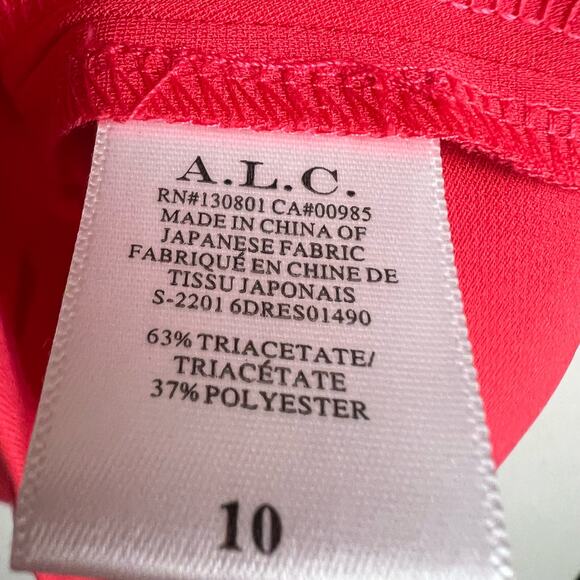 A.L.C.
RN#130801 CA#00985
MADE IN CHINA OF
JAPANESE FABRIC
FABRIQUÉ EN CHINE DE
TISSU JAPONAIS
S-2201 6DRES01490
63% TRIACETATE/
TRIACÉTATE
37% POLYESTER
10